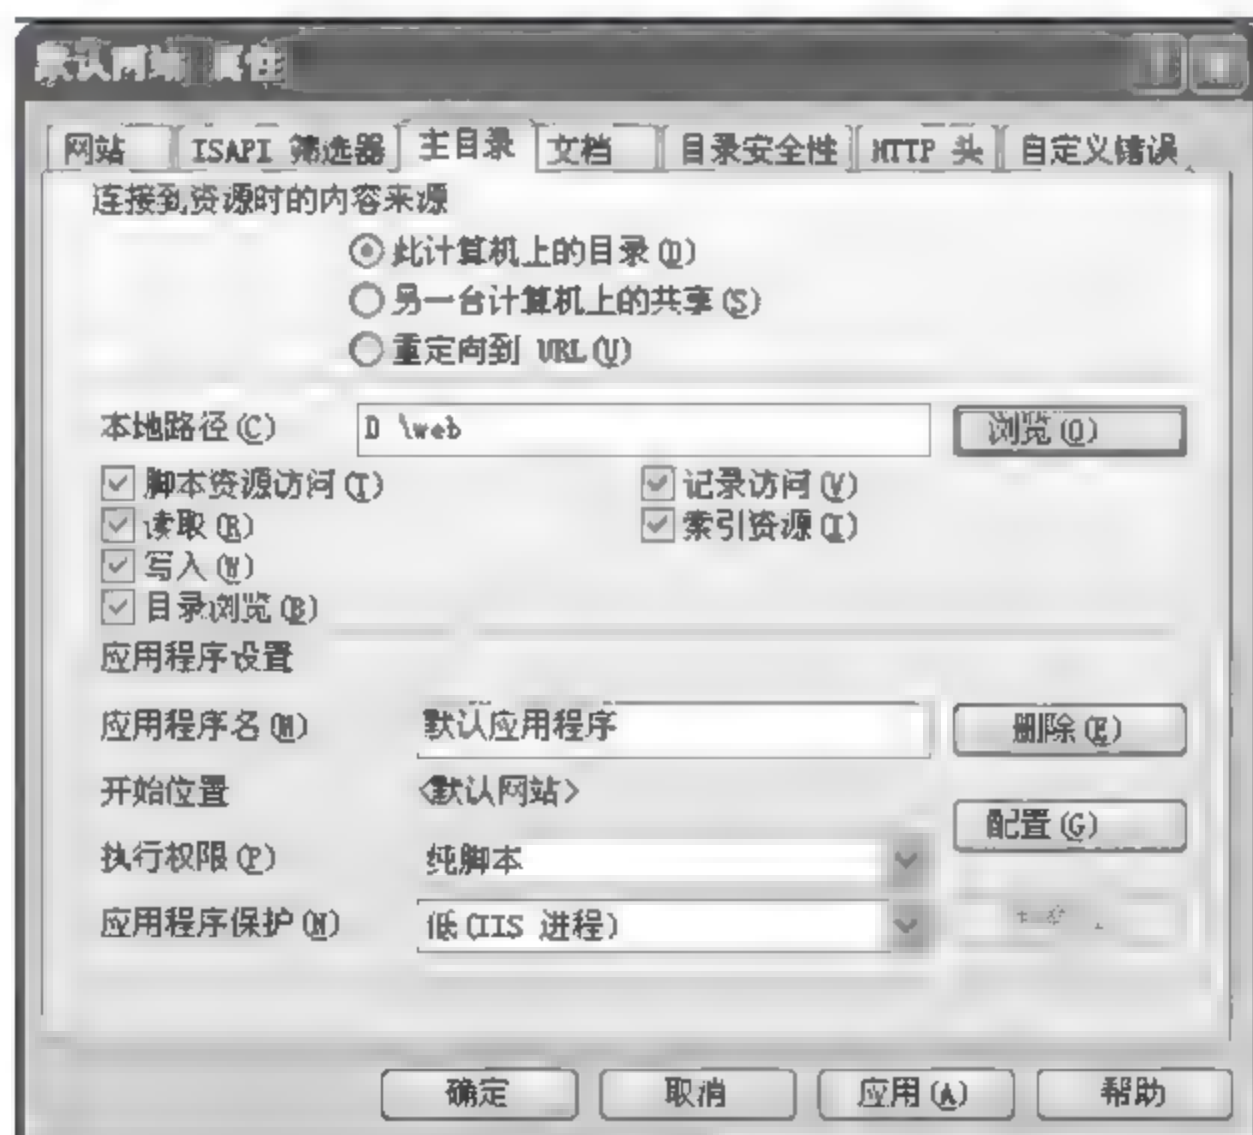 默认网站 属性
网站 ISAPI 筛选器 主目录 文档 目录安全性 HTTP 头 自定义错误
连接到资源时的内容来源
此计算机上的目录(D)
另一台计算机上的共享(S)
重定向到 URL(U)
本地路径(C) D \web 浏览(O)
脚本资源访问(T) 记录访问(V)
读取(R) 索引资源(I)
写入(W)
目录浏览(B)
应用程序设置
应用程序名(M) 默认应用程序 删除(E)
开始位置 <默认网站>
配置(G)
执行权限(P) 纯脚本
应用程序保护(N) 低(IIS 进程)
确定 取消 应用(A) 帮助